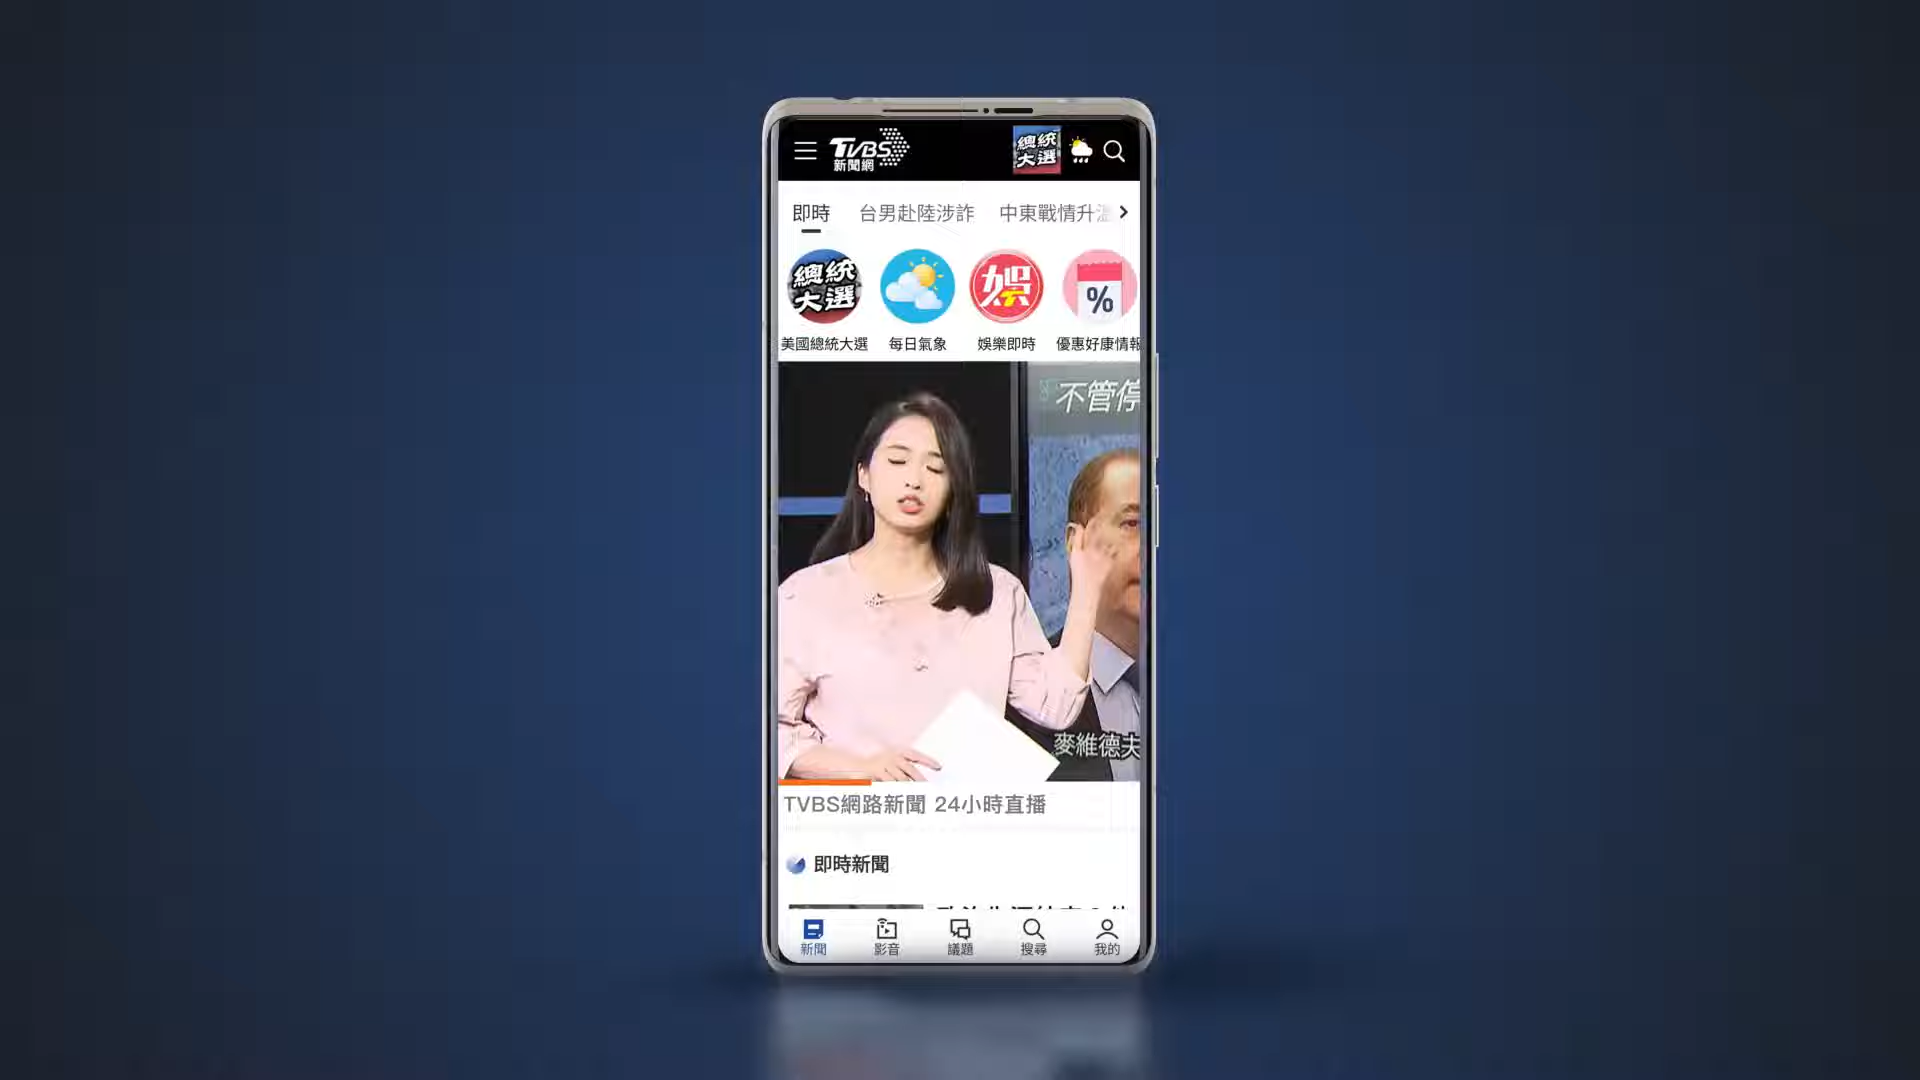 TVBS
新聞網
總統
大選
即時 台男赴陸涉詐 中東戰情升溫
總統
大選
娛
%
美國總統大選 每日氣象 娛樂即時 優惠好康情報
不管停
麥維德夫
TVBS網路新聞 24小時直播
即時新聞
新聞 影音 議題 搜尋 我的